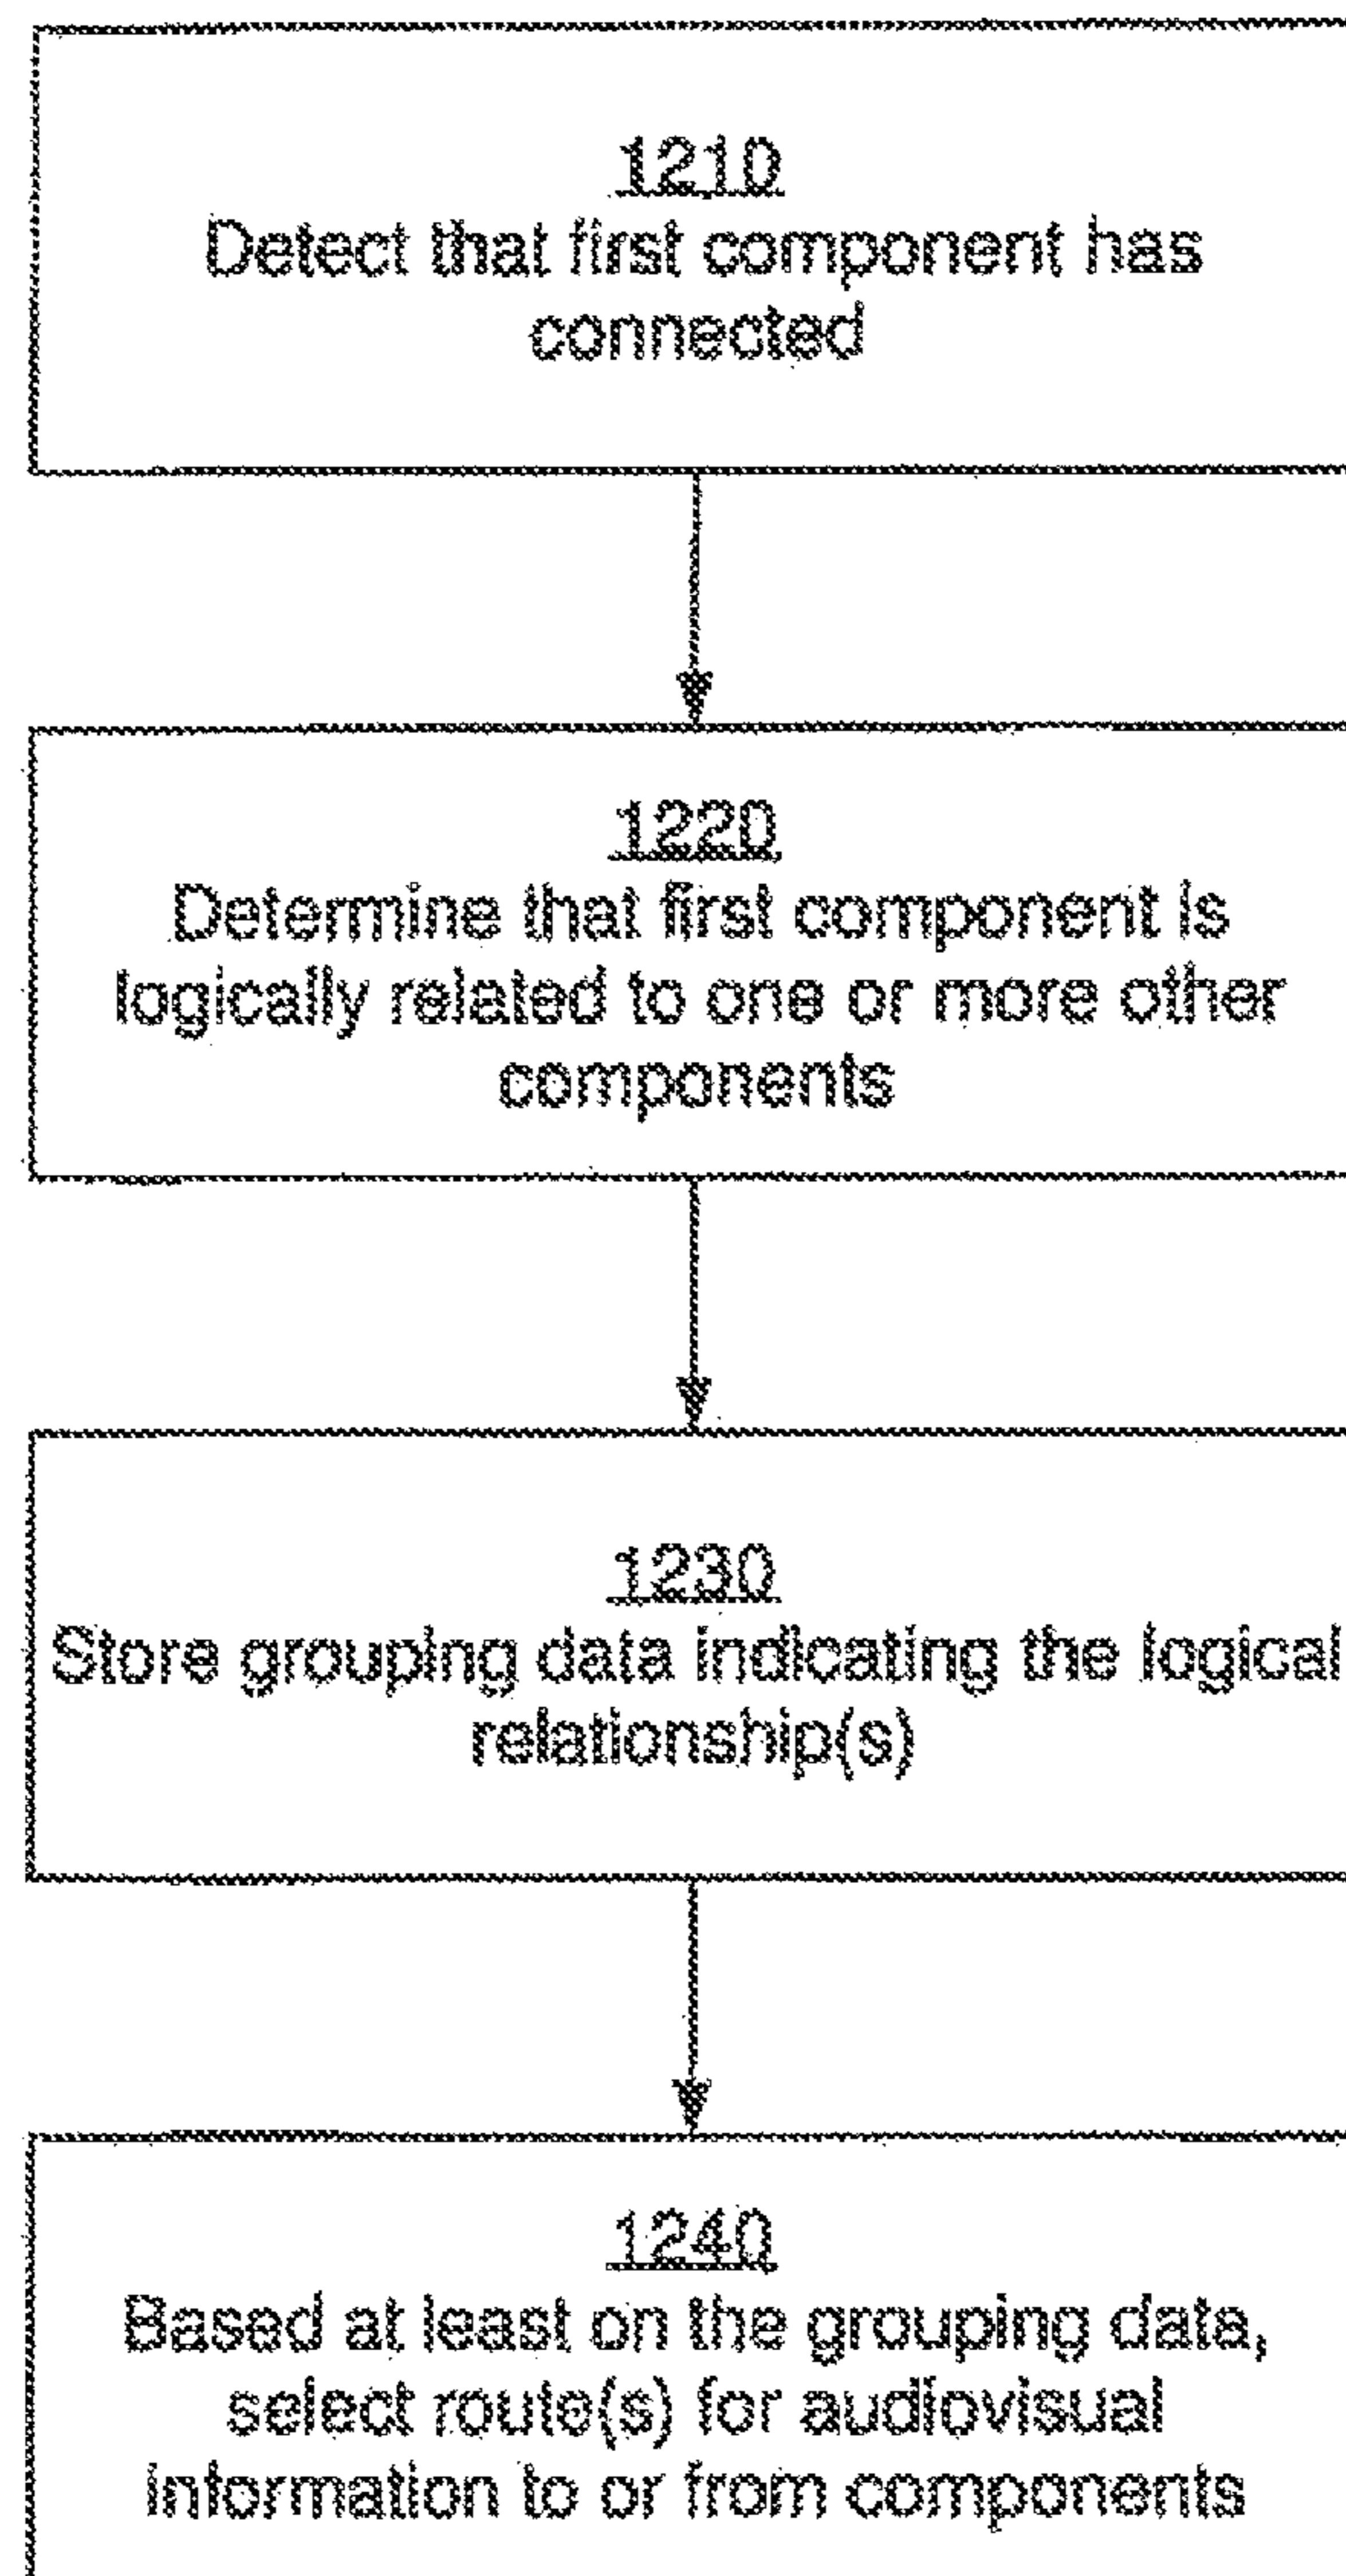 1210
Detect that first component has
connected
1220
Determine that first component is
logically related to one or more other
components
1230
Store grouping data indicating the logical
relationship(s)
1240
Based at least on the grouping data,
select route(s) for audiovisual
information to or from components